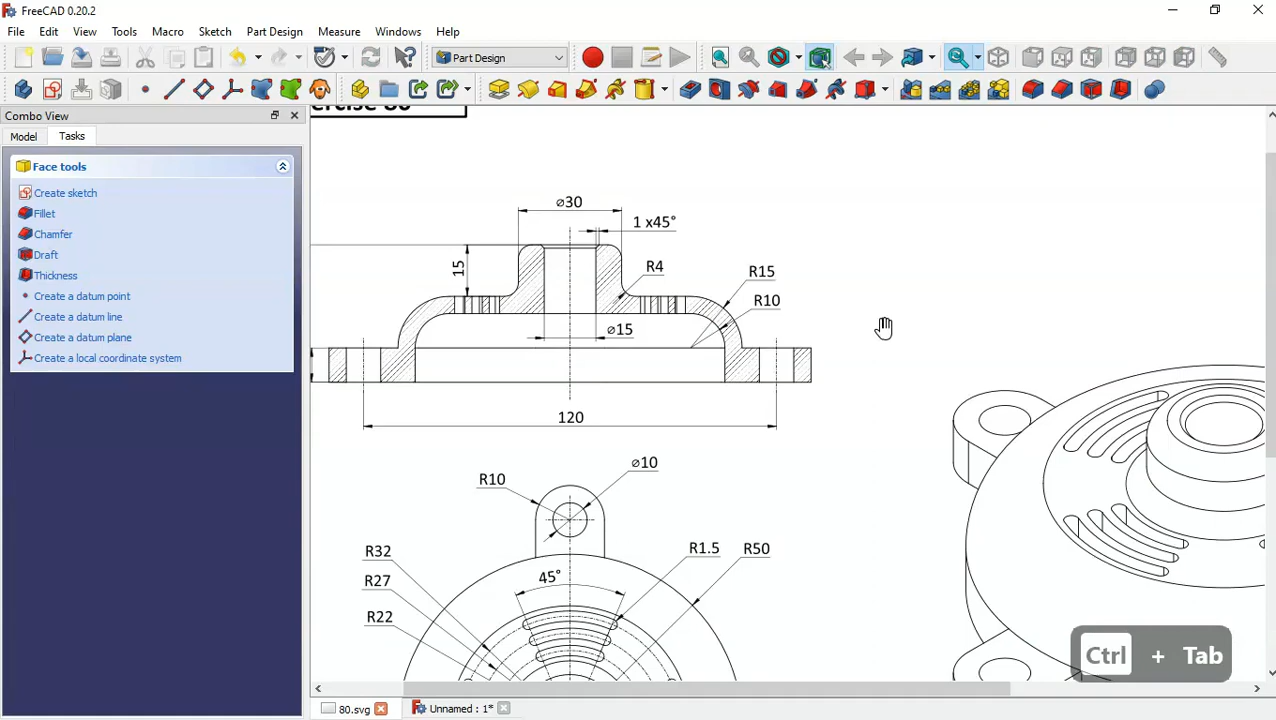 FreeCAD 0.20.2
File Edit View Tools Macro Sketch Part Design Measure Windows Help
Part Design
Combo View
Model Tasks
Face tools
Create sketch
Fillet
Chamfer
Draft
Thickness
Create a datum point
Create a datum line
Create a datum plane
Create a local coordinate system
⌀30
1 x45°
15
R4
R15
R10
⌀15
120
⌀10
R10
R32
45°
R1.5
R50
R27
R22
Ctrl + Tab
80.svg
Unnamed : 1*